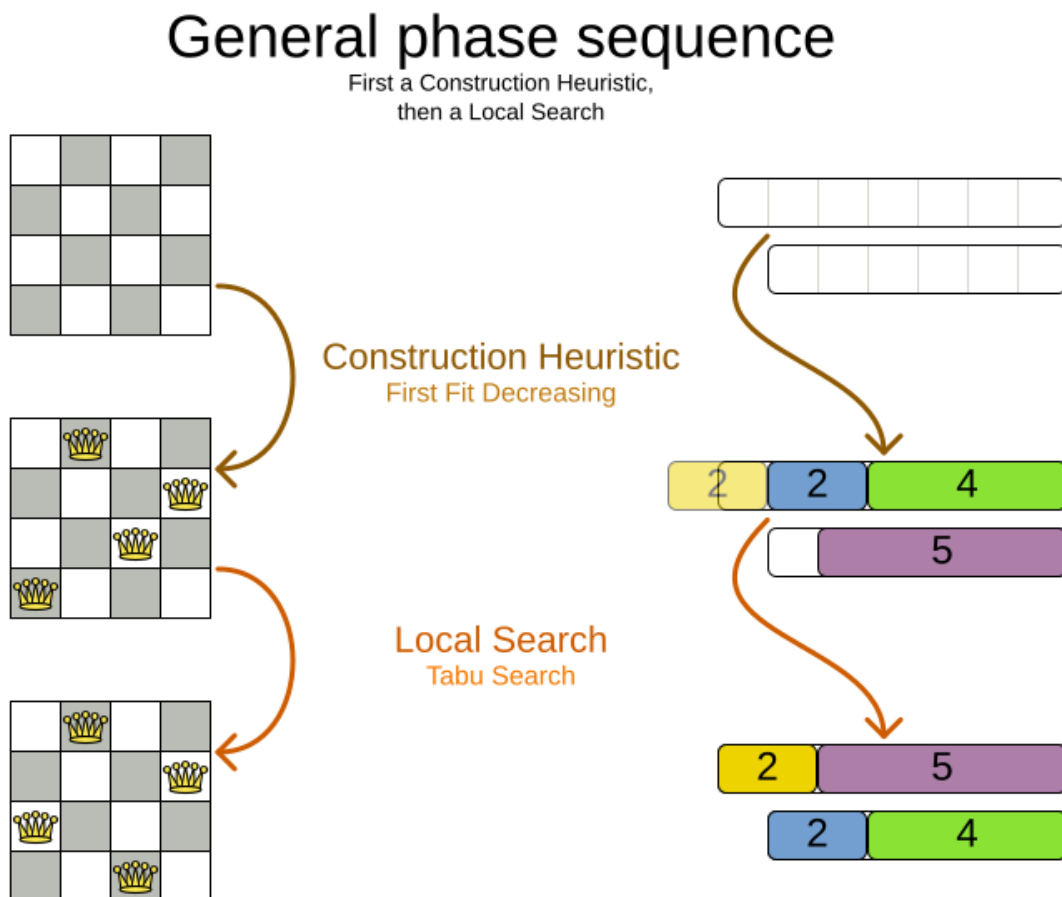 General phase sequence
First a Construction Heuristic,
then a Local Search
Construction Heuristic
First Fit Decreasing
2 2 4
5
Local Search
Tabu Search
2 5
2 4